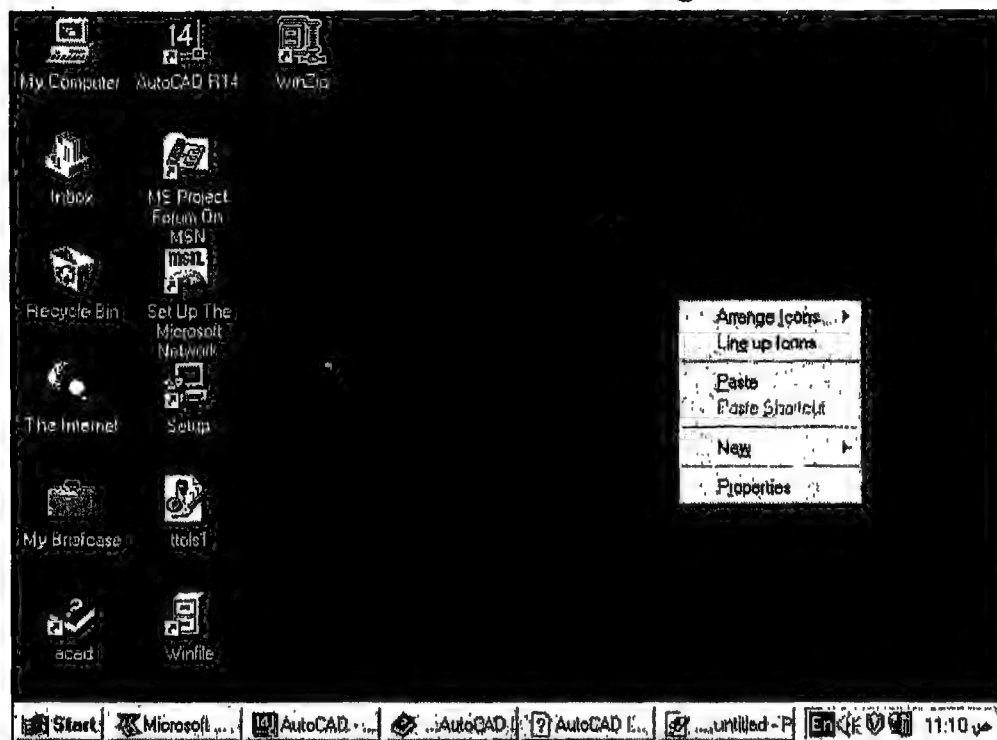 My Computer
AutoCAD R14
WinZip
Inbox
MS Project
Forum On
MSN
msn.
Recycle Bin
Set Up The
Microsoft
Network
The Internet
Setup
My Briefcase
ttols1
acad
Winfile
Arrange Icons
Line up Icons
Paste
Paste Shortcut
New
Properties
Start
Microsoft ...
AutoCAD - ...
...AutoCAD
AutoCAD
...untitled - P
En
11:10 ص